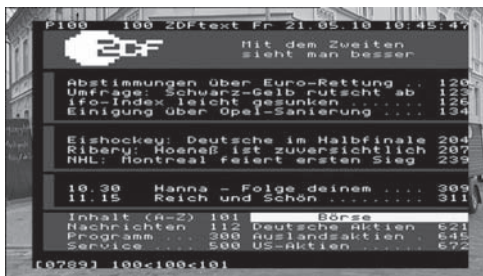 P100 100 ZDFtext Fr 21.05.10 10:45:47
ZDF
Mit dem Zweiten
sieht man besser
Abstimmungen über Euro-Rettung .. 120
Umfrage: Schwarz-Gelb rutscht ab 123
ifo-Index leicht gesunken ....... 126
Einigung über Opel-Sanierung .... 134
Eishockey: Deutsche im Halbfinale 204
Ribery: Hoeneß ist zuversichtlich 207
NHL: Montreal feiert ersten Sieg 239
10.30 Hanna - Folge deinem .... 309
11.15 Reich und Schön ......... 311
Inhalt (A-Z) 101 Börse
Nachrichten 112 Deutsche Aktien 621
Programm .... 300 Auslandsaktien . 645
Service 500 US-Aktien 672
[0789] 100<100<101